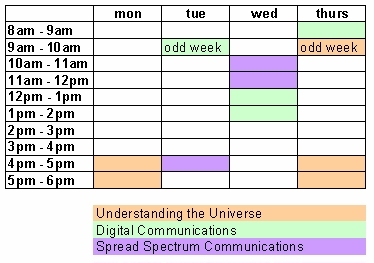 mon tue wed thurs
8am - 9am
9am - 10am odd week odd week
10am - 11am
11am - 12pm
12pm - 1pm
1pm - 2pm
2pm - 3pm
3pm - 4pm
4pm - 5pm
5pm - 6pm
Understanding the Universe
Digital Communications
Spread Spectrum Communications